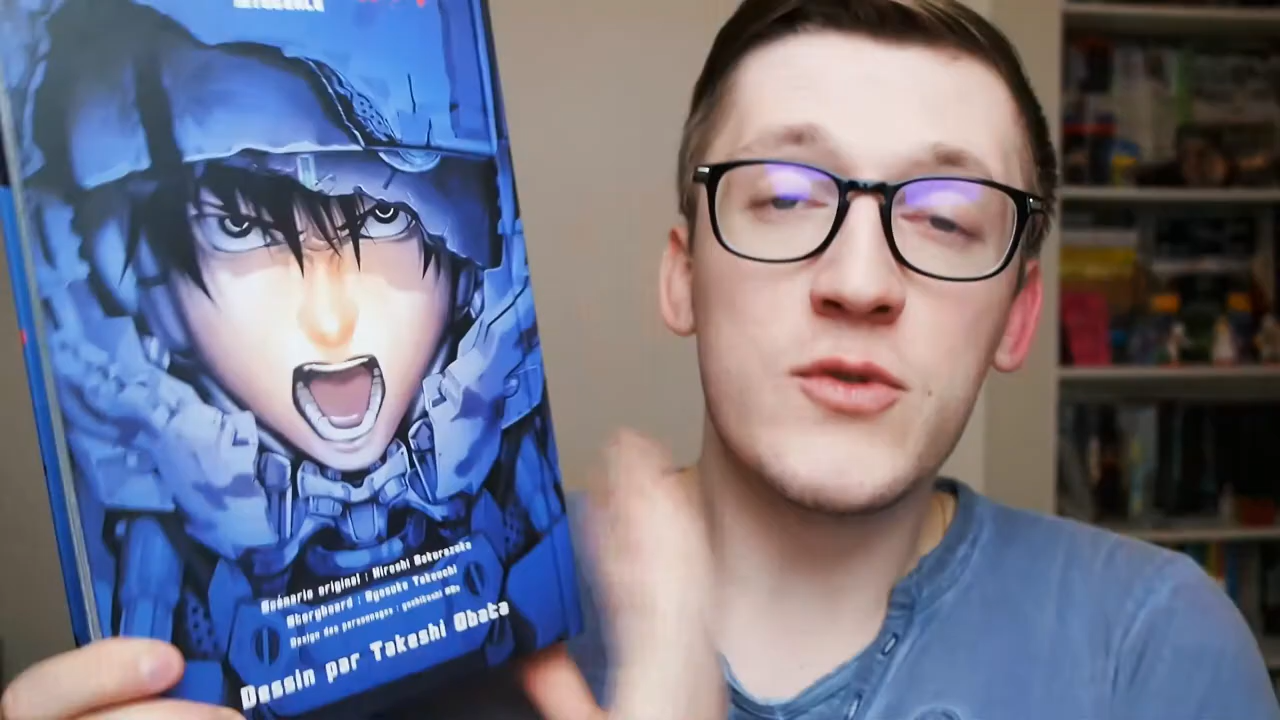 Scénario original : Hiroshi Sakurazaka
Storyboard : Ryosuke Takeuchi
Design des personnages : yoshitoshi ABe
Dessin par Takeshi Obata